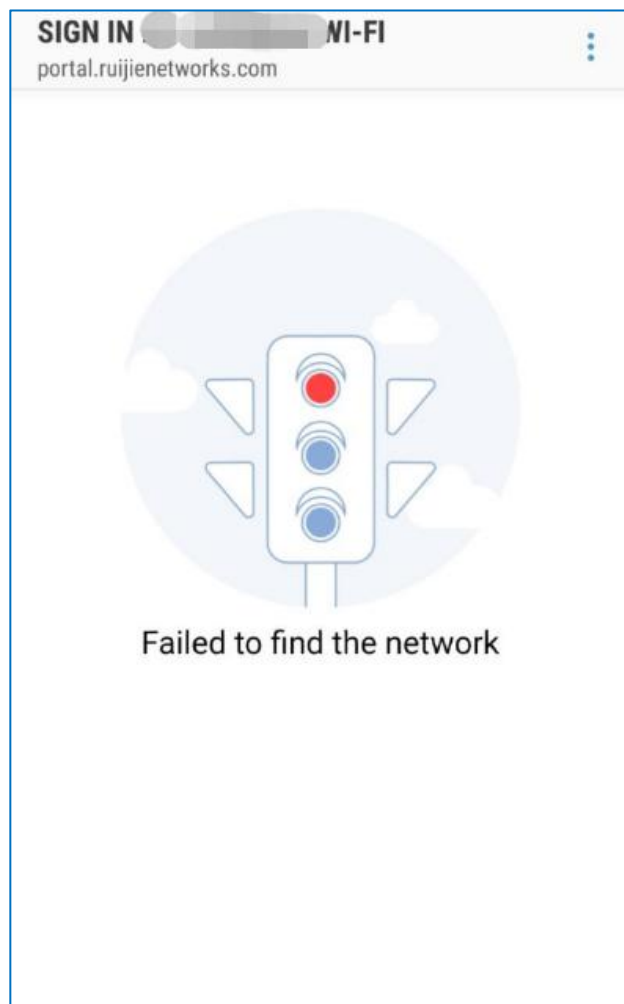 SIGN IN WI-FI
portal.ruijienetworks.com
Failed to find the network